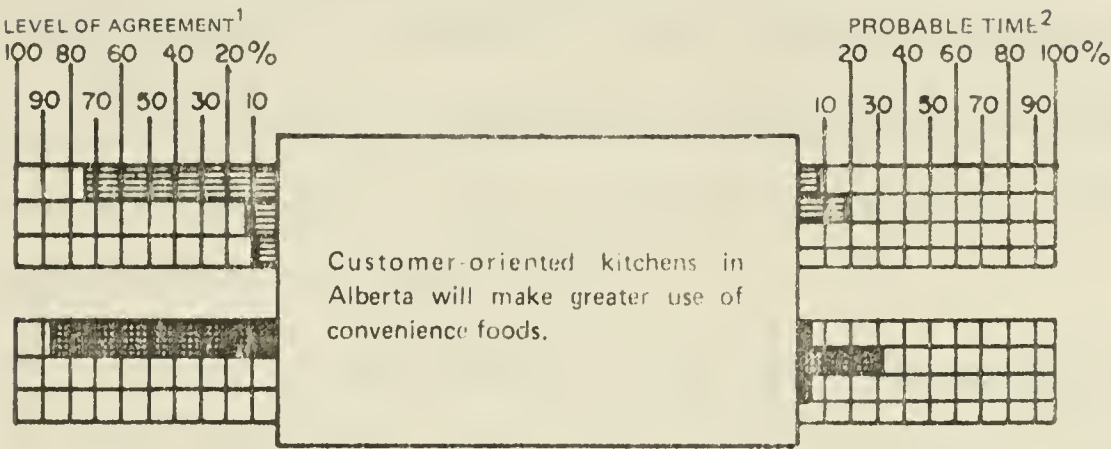 LEVEL OF AGREEMENT¹
100 80 60 40 20%
90 70 50 30 10
PROBABLE TIME²
20 40 60 80 100%
10 30 50 70 90
Customer-oriented kitchens in
Alberta will make greater use of
convenience foods.